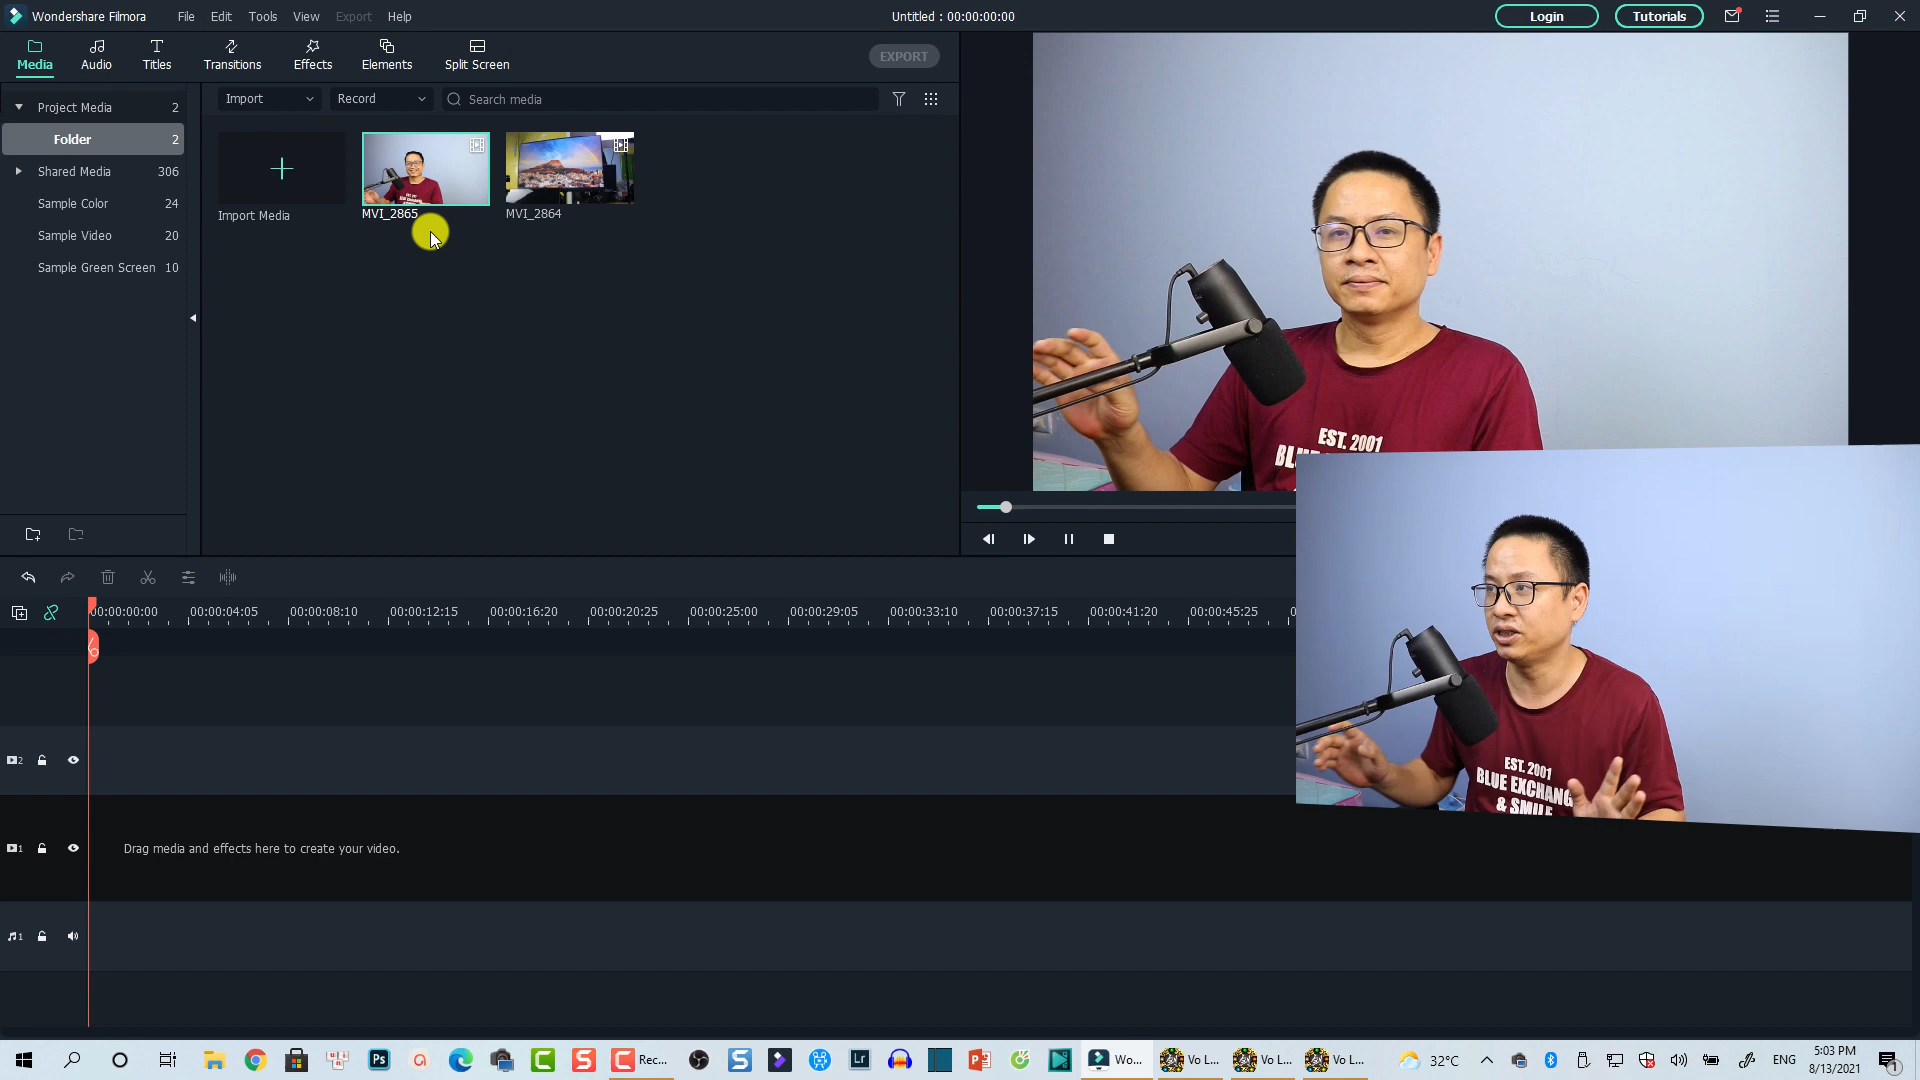 Wondershare Filmora File Edit Tools View Export Help Untitled : 00:00:00:00 Login Tutorials
Media Audio Titles Transitions Effects Elements Split Screen EXPORT
Project Media 2
Folder 2
Shared Media 306
Sample Color 24
Sample Video 20
Sample Green Screen 10
Import Record Search media
Import Media
MVI_2865
MVI_2864
EST. 2001
EST. 2001
BLUE EXCHANG
& SMILE
00:00:00:00 00:00:04:05 00:00:08:10 00:00:12:15 00:00:16:20 00:00:20:25 00:00:25:00 00:00:29:05 00:00:33:10 00:00:37:15 00:00:41:20 00:00:45:25
2
1
Drag media and effects here to create your video.
1
Ps Rec... Lr Wo... Vo L... Vo L... Vo L... 32°C ENG
5:03 PM
8/13/2021